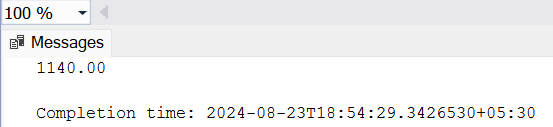 100 %
Messages
1140.00
Completion time: 2024-08-23T18:54:29.3426530+05:30